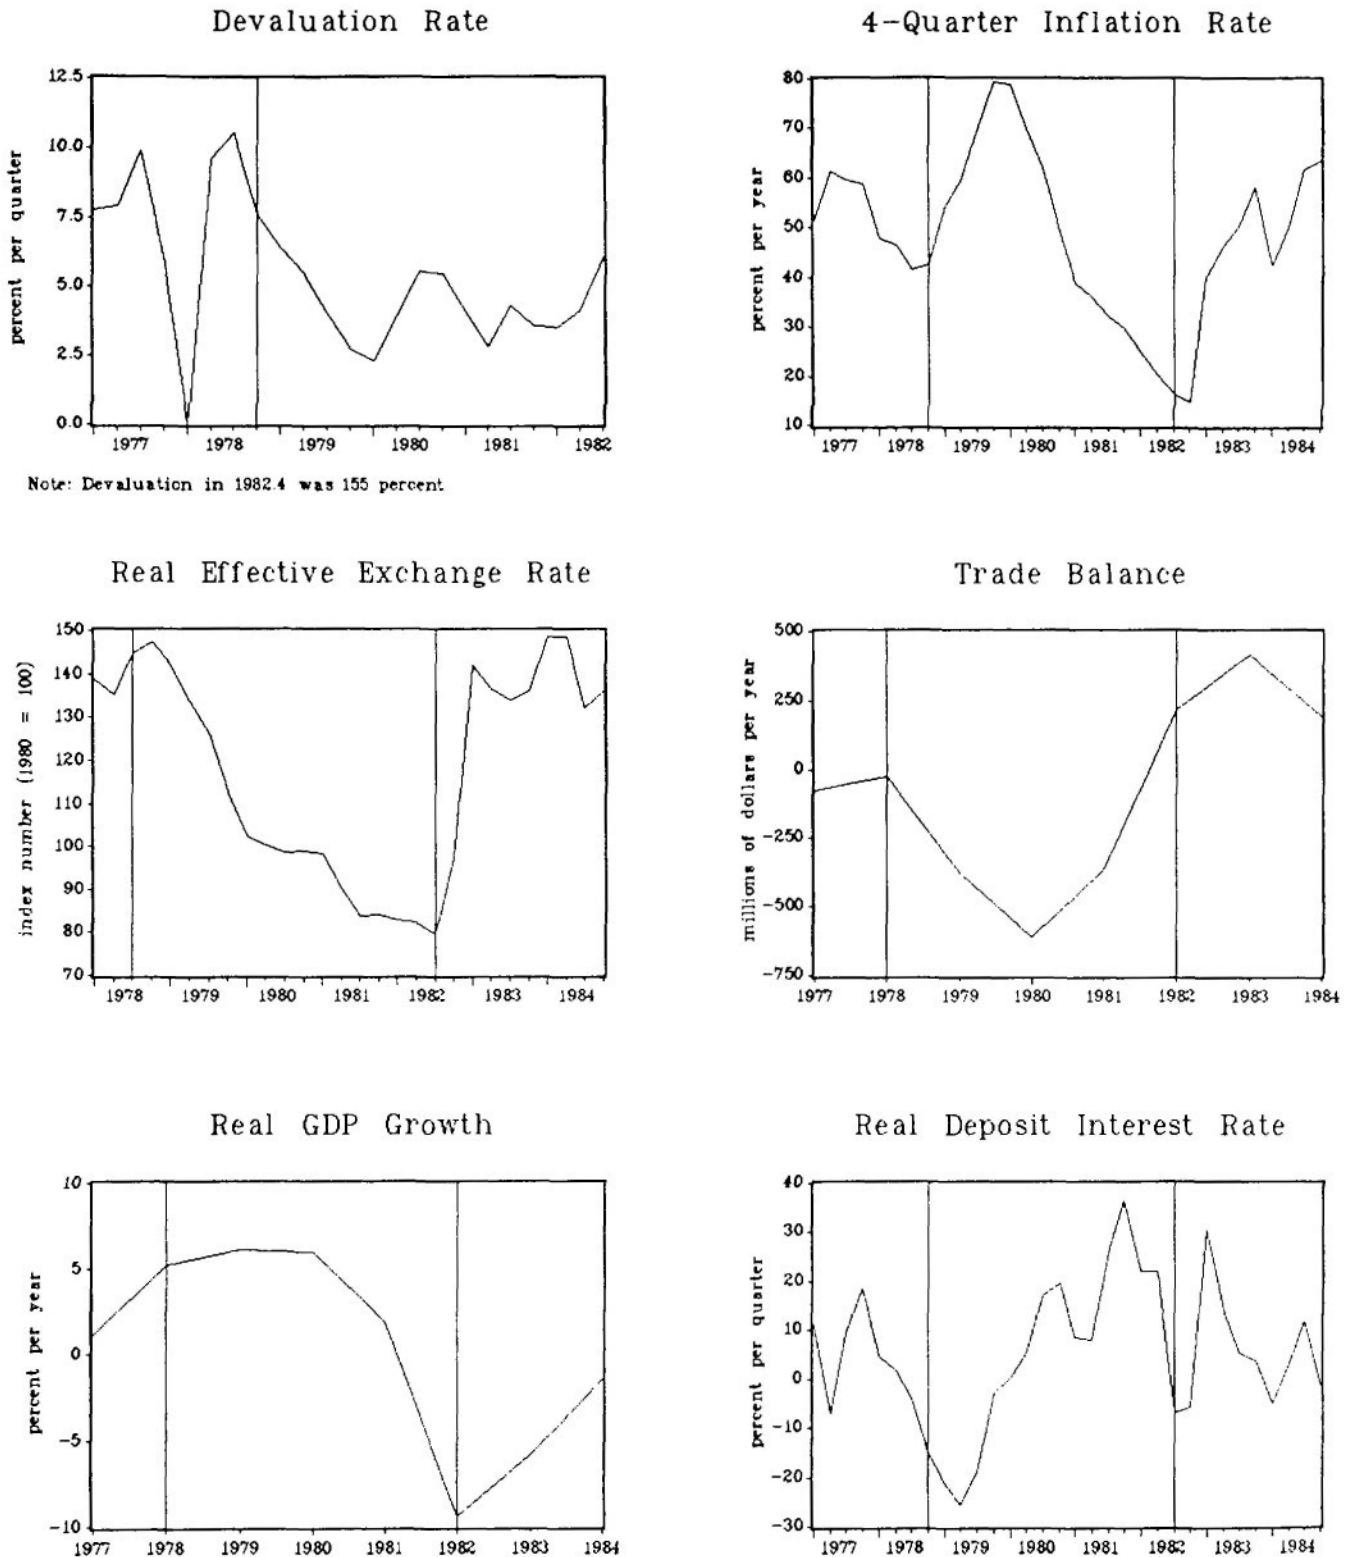 Devaluation Rate
percent per quarter
12.5
10.0
7.5
5.0
2.5
0.0
1977 1978 1979 1980 1981 1982
Note: Devaluation in 1982.4 was 155 percent
4-Quarter Inflation Rate
percent per year
80
70
60
50
40
30
20
10
1977 1978 1979 1980 1981 1982 1983 1984
Real Effective Exchange Rate
index number (1980 = 100)
150
140
130
120
110
100
90
80
70
1978 1979 1980 1981 1982 1983 1984
Trade Balance
millions of dollars per year
500
250
0
-250
-500
-750
1977 1978 1979 1980 1981 1982 1983 1984
Real GDP Growth
percent per year
10
5
0
-5
-10
1977 1978 1979 1980 1981 1982 1983 1984
Real Deposit Interest Rate
percent per quarter
40
30
20
10
0
-10
-20
-30
1977 1978 1979 1980 1981 1982 1983 1984